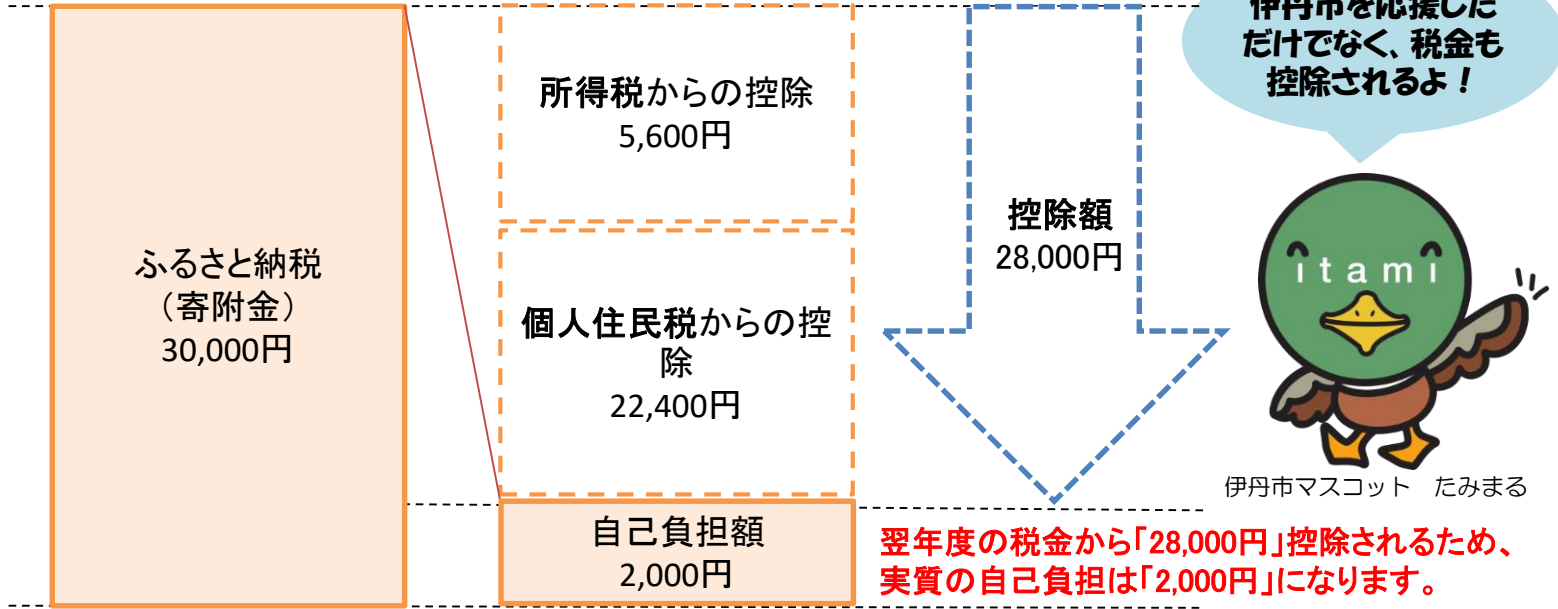 ふるさと納税
（寄附金）
30,000円
所得税からの控除
5,600円
個人住民税からの控
除
22,400円
自己負担額
2,000円
控除額
28,000円
伊丹市を応援した
だけでなく、税金も
控除されるよ！
itami
伊丹市マスコット　たみまる
翌年度の税金から「28,000円」控除されるため、
実質の自己負担は「2,000円」になります。